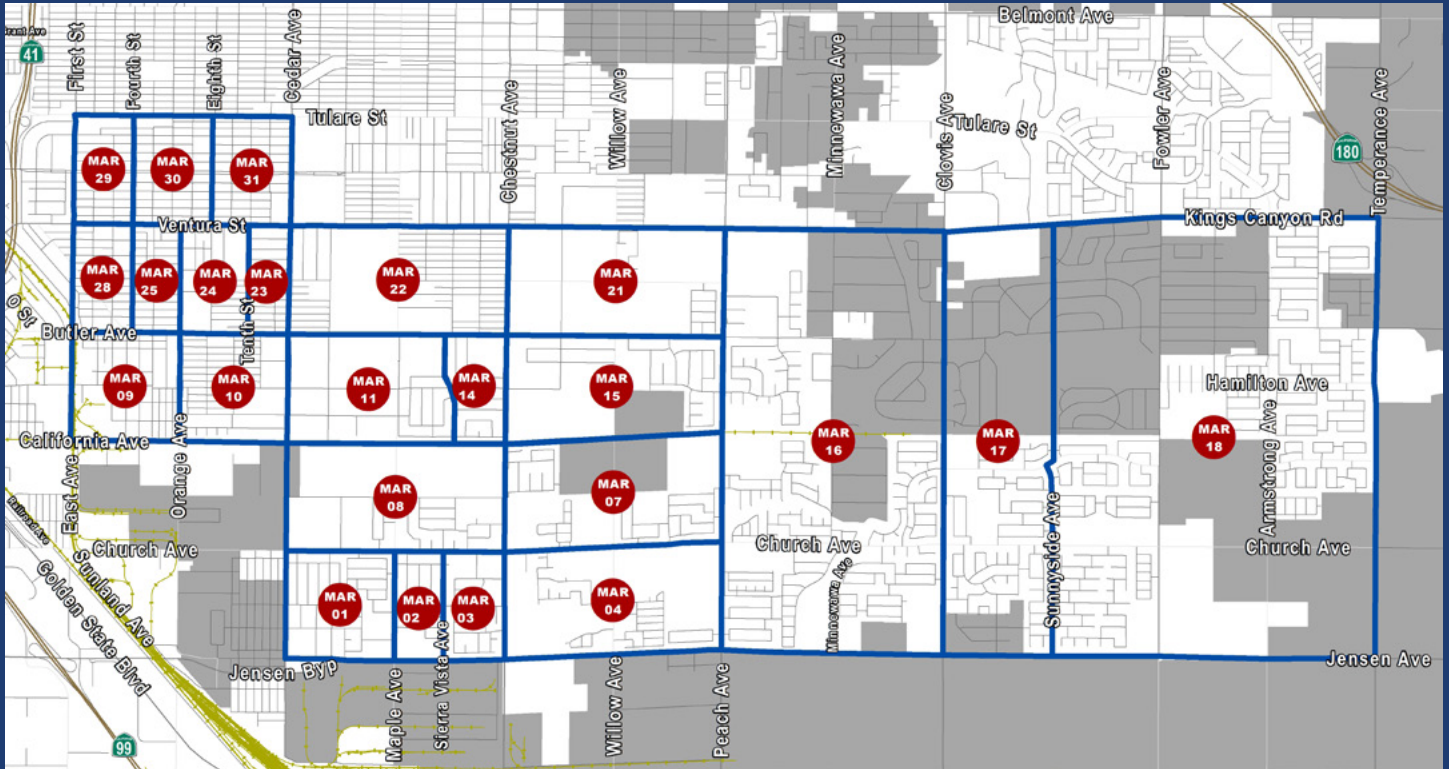 Belmont Ave
Grant Ave
41
First St
Fourth St
Eighth St
Cedar Ave
Tulare St
Chestnut Ave
Willow Ave
Minnewawa Ave
Clovis Ave
Tulare St
Fowler Ave
180
Temperance Ave
MAR
29
MAR
30
MAR
31
Ventura St
Kings Canyon Rd
MAR
28
MAR
25
MAR
24
MAR
23
MAR
22
MAR
21
O St
Butler Ave
Tenth St
MAR
09
MAR
10
MAR
11
MAR
14
MAR
15
Hamilton Ave
California Ave
Orange Ave
MAR
16
MAR
17
MAR
18
Armstrong Ave
East Ave
MAR
08
MAR
07
Railroad Ave
Church Ave
Church Ave
Church Ave
Sunnyside Ave
Golden State Blvd
Sunland Ave
MAR
01
MAR
02
MAR
03
MAR
04
Minnewawa Ave
Jensen Byp
Jensen Ave
Maple Ave
Sierra Vista Ave
Willow Ave
Peach Ave
99